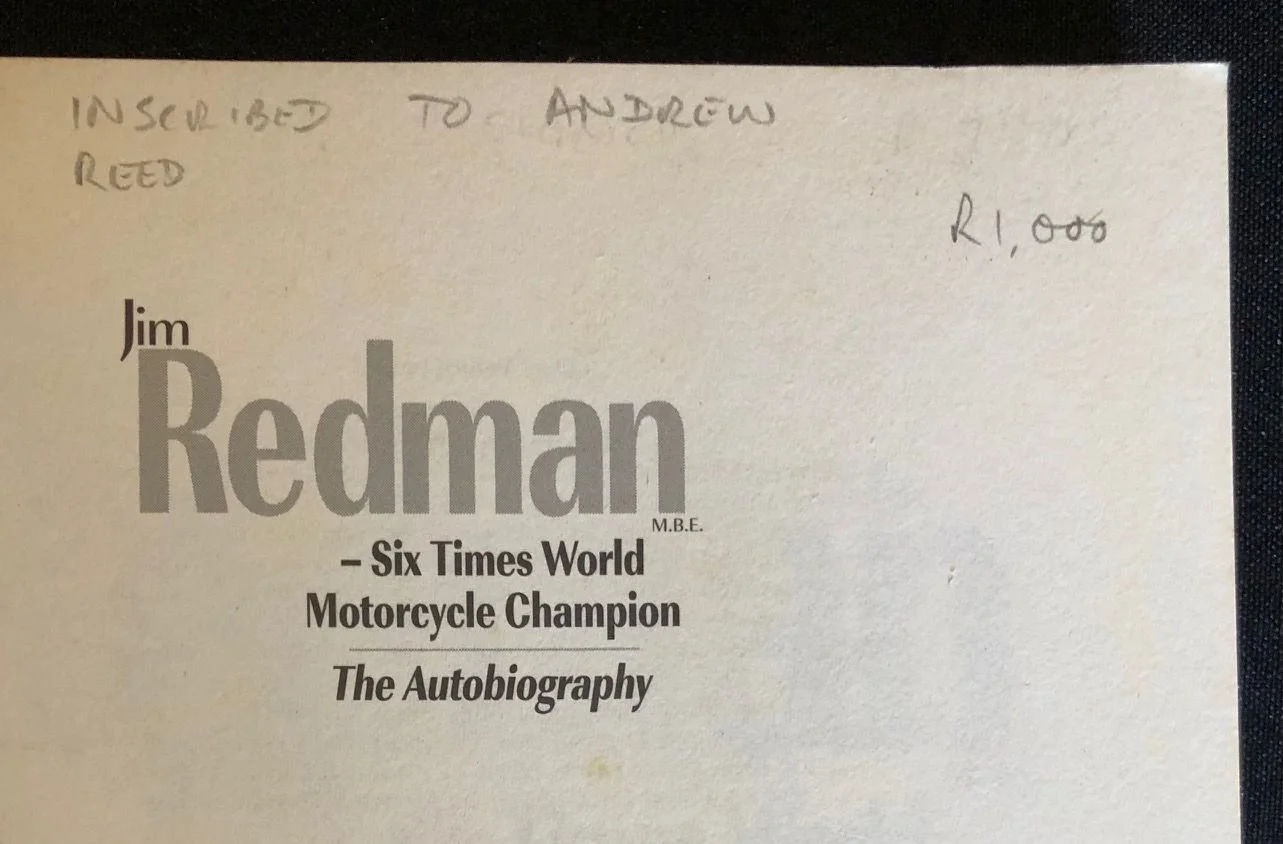 INSCRIBED TO ANDREW
REED
R1,000
Jim
Redman
M.B.E.
– Six Times World
Motorcycle Champion
The Autobiography